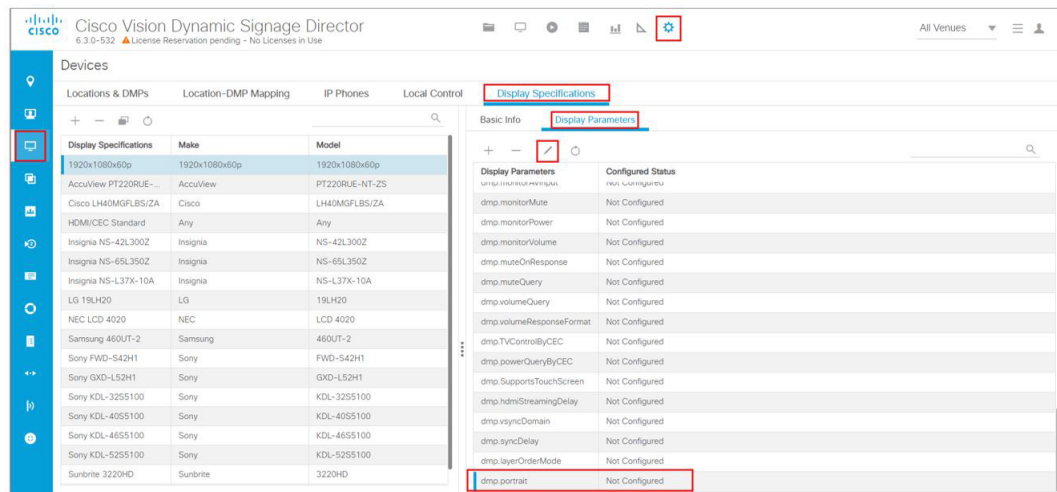 CISCO
Cisco Vision Dynamic Signage Director
6.3.0-532 License Reservation pending - No Licenses in Use
All Venues
Devices
Locations & DMPs Location-DMP Mapping IP Phones Local Control Display Specifications
Basic Info Display Parameters
Display Specifications Make Model
1920x1080x60p 1920x1080x60p 1920x1080x60p
AccuView PT220RUE-... AccuView PT220RUE-NT-ZS
Cisco LH40MGFLBS/ZA Cisco LH40MGFLBS/ZA
HDMI/CEC Standard Any Any
Insignia NS-42L300Z Insignia NS-42L300Z
Insignia NS-65L350Z Insignia NS-65L350Z
Insignia NS-L37X-10A Insignia NS-L37X-10A
LG 19LH20 LG 19LH20
NEC LCD 4020 NEC LCD 4020
Samsung 460UT-2 Samsung 460UT-2
Sony FWD-S42H1 Sony FWD-S42H1
Sony GXD-L52H1 Sony GXD-L52H1
Sony KDL-32S5100 Sony KDL-32S5100
Sony KDL-40S5100 Sony KDL-40S5100
Sony KDL-46S5100 Sony KDL-46S5100
Sony KDL-52S5100 Sony KDL-52S5100
Sunbrite 3220HD Sunbrite 3220HD
Display Parameters Configured Status
dmp.monitorAvInput Not Configured
dmp.monitorMute Not Configured
dmp.monitorPower Not Configured
dmp.monitorVolume Not Configured
dmp.muteOnResponse Not Configured
dmp.muteQuery Not Configured
dmp.volumeQuery Not Configured
dmp.volumeResponseFormat Not Configured
dmp.TVControlByCEC Not Configured
dmp.powerQueryByCEC Not Configured
dmp.SupportsTouchScreen Not Configured
dmp.hdmiStreamingDelay Not Configured
dmp.vsyncDomain Not Configured
dmp.syncDelay Not Configured
dmp.layerOrderMode Not Configured
dmp.portrait Not Configured